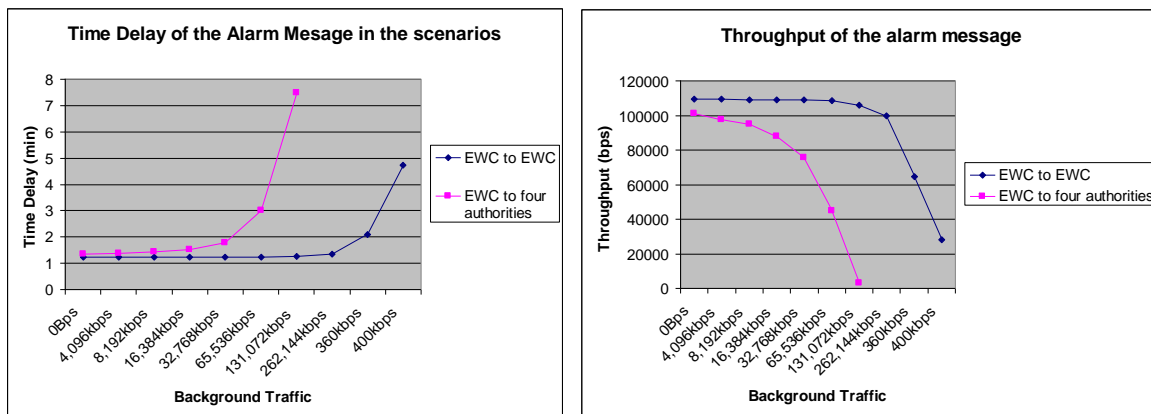 Time Delay of the Alarm Mesage in the scenarios
8
7
6
5
4
3
2
1
0
Time Delay (min)
0Bps
4,096kbps
8,192kbps
16,384kbps
32,768kbps
65,536kbps
131,072kbps
262,144kbps
360kbps
400kbps
Background Traffic
EWC to EWC
EWC to four
authorities
Throughput of the alarm message
120000
100000
80000
60000
40000
20000
0
Throughput (bps)
0Bps
4,096kbps
8,192kbps
16,384kbps
32,768kbps
65,536kbps
131,072kbps
262,144kbps
360kbps
400kbps
Background Traffic
EWC to EWC
EWC to four authorities